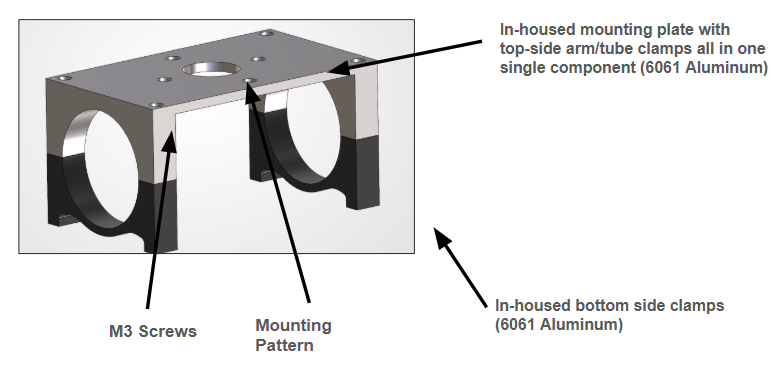 In-housed mounting plate with
top-side arm/tube clamps all in one
single component (6061 Aluminum)
In-housed bottom side clamps
(6061 Aluminum)
M3 Screws
Mounting
Pattern